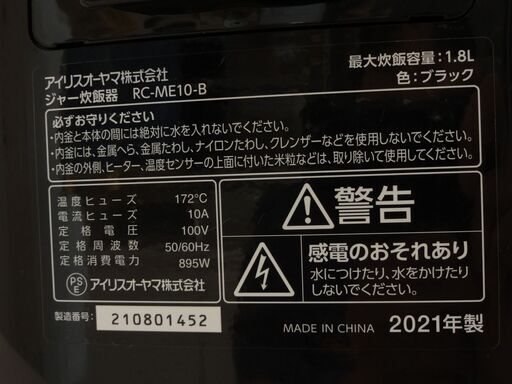 アイリスオーヤマ株式会社
ジャー炊飯器 RC-ME10-B
最大炊飯容量：1.8L
色：ブラック
必ずお守りください
・内釜と本体の間には絶対に水を入れないでください。
・内釜には、金属へら、金属たわし、ナイロンたわし、クレンザーなどを使用しないでください。
・内釜の外側、ヒーター、温度センサーの上面に付いた米粒などは、取り除いて使用してください。
温度ヒューズ 172℃
電流ヒューズ 10A
定格電圧 100V
定格周波数 50/60Hz
定格消費電力 895W
PSE アイリスオーヤマ株式会社
製造番号： 210801452
警告
感電のおそれあり
水につけたり、水をかけたり
しないでください。
MADE IN CHINA 2021年製